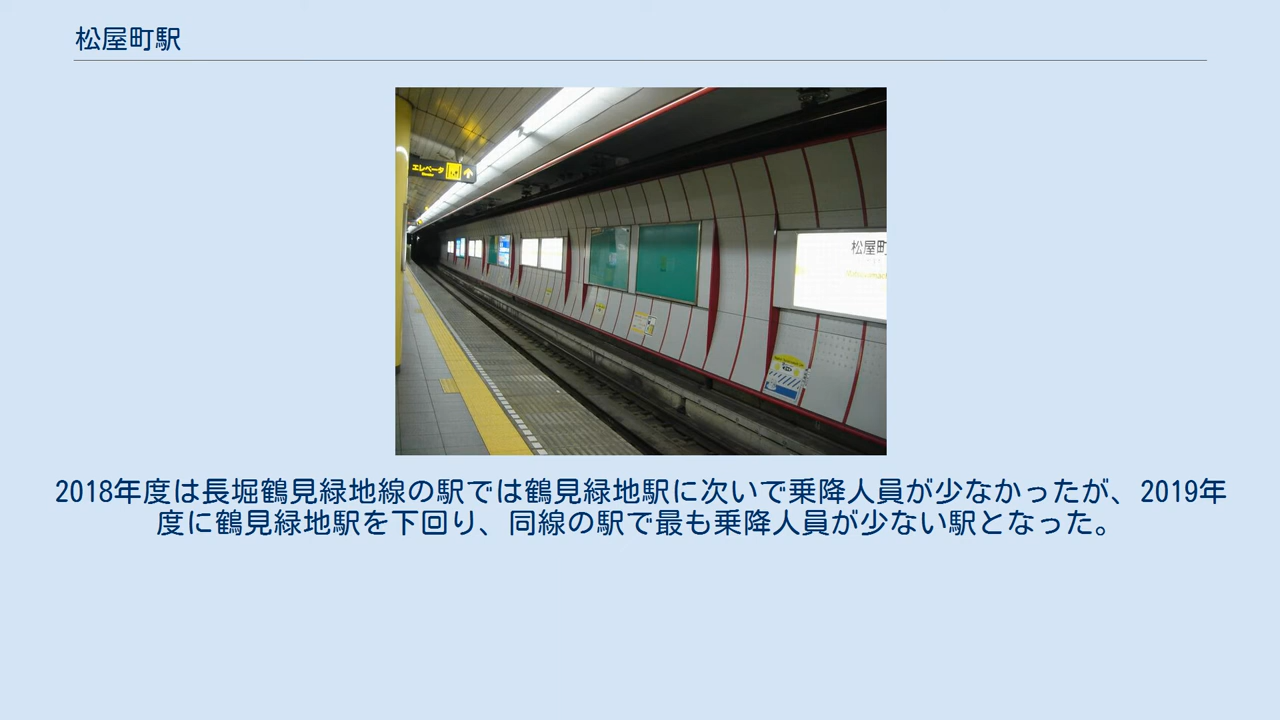 松屋町駅
エレベータ
松屋町
2018年度は長堀鶴見緑地線の駅では鶴見緑地駅に次いで乗降人員が少なかったが、2019年
度に鶴見緑地駅を下回り、同線の駅で最も乗降人員が少ない駅となった。